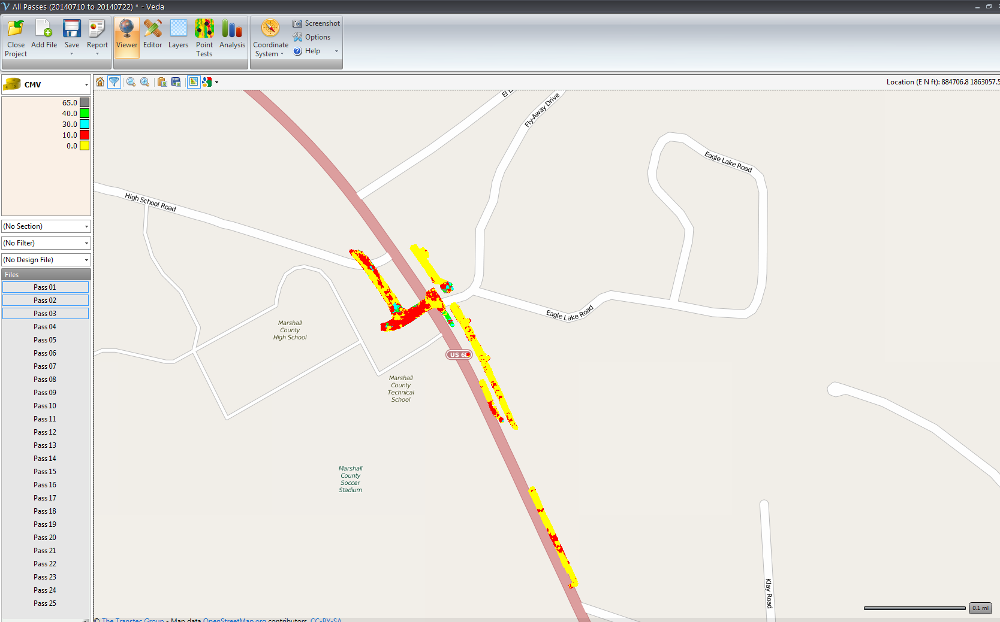 All Passes (20140710 to 20140722) * - Veda
Close Project
Add File
Save
Report
Viewer
Editor
Layers
Point Tests
Analysis
Coordinate System
Screenshot
Options
Help
CMV
Location (E N ft): 884706.8 1863057.5
65.0
40.0
30.0
10.0
0.0
(No Section)
(No Filter)
(No Design File)
Files
Pass 01
Pass 02
Pass 03
Pass 04
Pass 05
Pass 06
Pass 07
Pass 08
Pass 09
Pass 10
Pass 11
Pass 12
Pass 13
Pass 14
Pass 15
Pass 16
Pass 17
Pass 18
Pass 19
Pass 20
Pass 21
Pass 22
Pass 23
Pass 24
Pass 25
El
Fly-Away Drive
Eagle Lake Road
High School Road
Eagle Lake Road
Marshall
County
High School
US 6
Marshall
County
Technical
School
Marshall
County
Soccer
Stadium
Klay Road
0.1 mi
© The Transtec Group - Map data OpenStreetMap.org contributors, CC-BY-SA